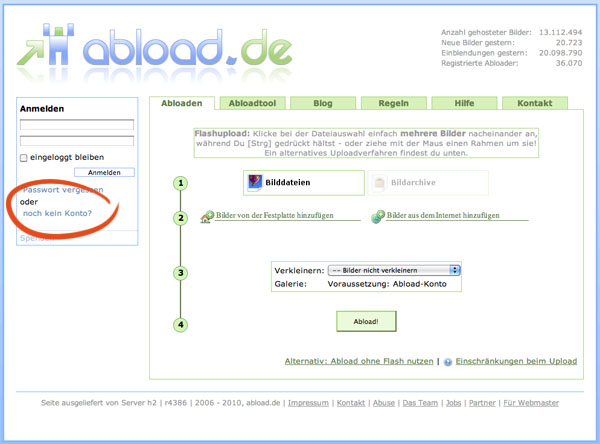 abload.de
Anzahl gehosteter Bilder: 13.112.494
Neue Bilder gestern: 20.723
Einblendungen gestern: 20.098.790
Registrierte Abloader: 36.070
Anmelden
eingeloggt bleiben
Anmelden
Passwort vergessen
oder
noch kein Konto?
Spenden
Abloaden
Abloadtool
Blog
Regeln
Hilfe
Kontakt
Flashupload: Klicke bei der Dateiauswahl einfach mehrere Bilder nacheinander an,
während Du [Strg] gedrückt hältst - oder ziehe mit der Maus einen Rahmen um sie!
Ein alternatives Uploadverfahren findest du unten.
1
Bilddateien
Bildarchive
2
Bilder von der Festplatte hinzufügen
Bilder aus dem Internet hinzufügen
3
Verkleinern: -- Bilder nicht verkleinern
Galerie: Voraussetzung: Abload-Konto
4
Abload!
Alternativ: Abload ohne Flash nutzen | Einschränkungen beim Upload
Seite ausgeliefert von Server h2 | r4386 | 2006 - 2010, abload.de | Impressum | Kontakt | Abuse | Das Team | Jobs | Partner | Für Webmaster